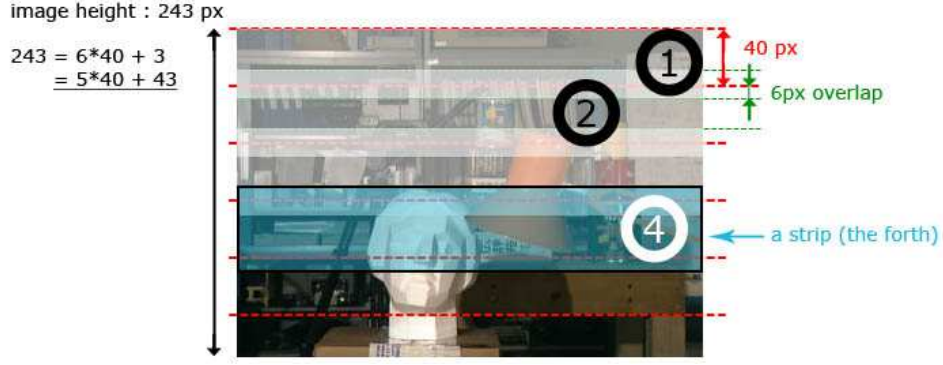 image height : 243 px
243 = 6*40 + 3
= 5*40 + 43
1
40 px
6px overlap
2
4
a strip (the forth)